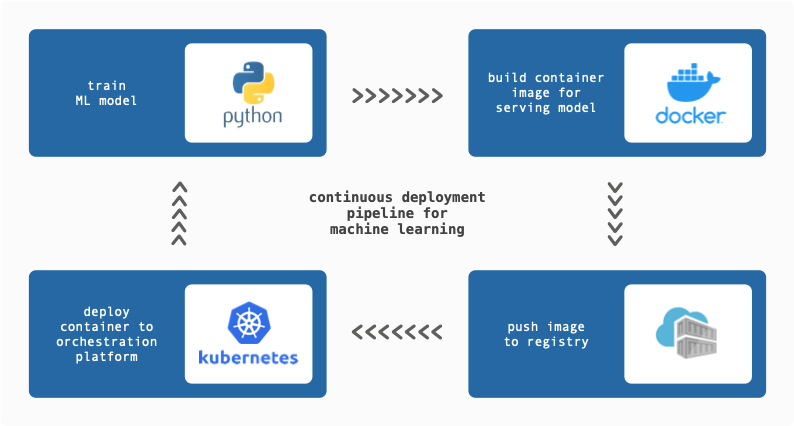 train
ML model
python
build container
image for
serving model
docker
continuous deployment
pipeline for
machine learning
deploy
container to
orchestration
platform
kubernetes
push image
to registry